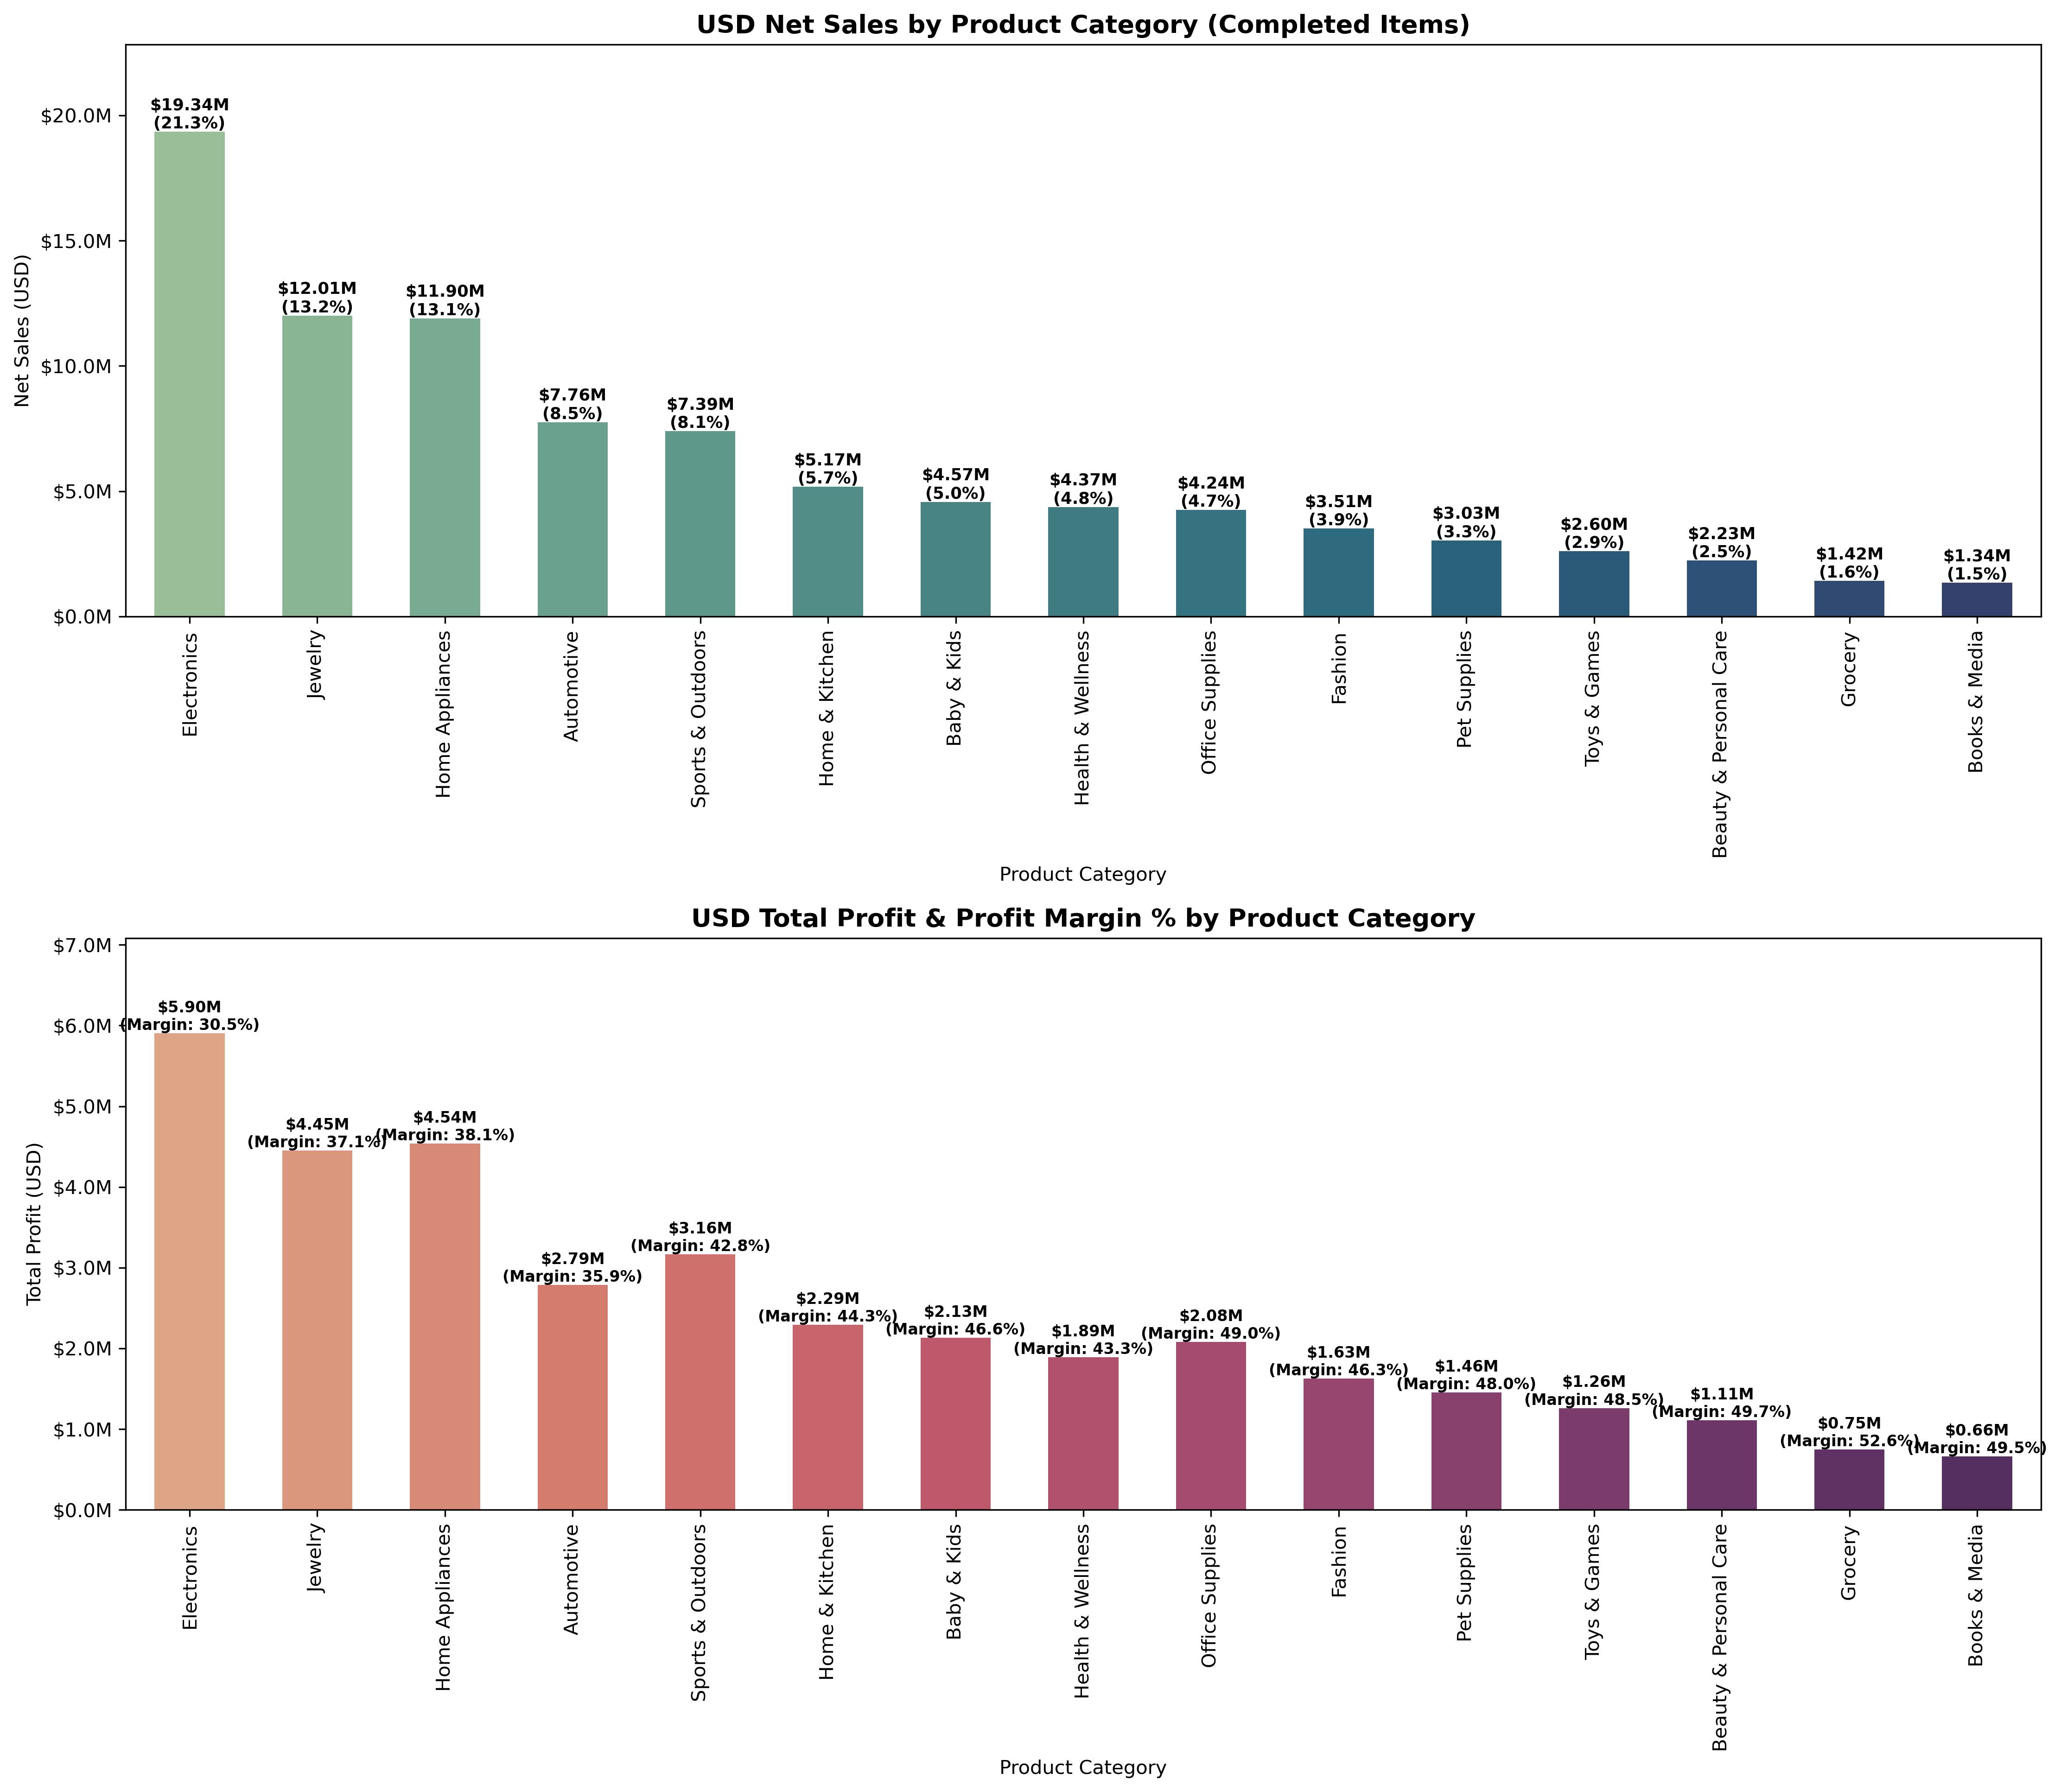 USD Net Sales by Product Category (Completed Items)
Net Sales (USD)
$20.0M
$15.0M
$10.0M
$5.0M
$0.0M
$19.34M
(21.3%)
$12.01M
(13.2%)
$11.90M
(13.1%)
$7.76M
(8.5%)
$7.39M
(8.1%)
$5.17M
(5.7%)
$4.57M
(5.0%)
$4.37M
(4.8%)
$4.24M
(4.7%)
$3.51M
(3.9%)
$3.03M
(3.3%)
$2.60M
(2.9%)
$2.23M
(2.5%)
$1.42M
(1.6%)
$1.34M
(1.5%)
Electronics
Jewelry
Home Appliances
Automotive
Sports & Outdoors
Home & Kitchen
Baby & Kids
Health & Wellness
Office Supplies
Fashion
Pet Supplies
Toys & Games
Beauty & Personal Care
Grocery
Books & Media
Product Category
USD Total Profit & Profit Margin % by Product Category
Total Profit (USD)
$7.0M
$6.0M
$5.0M
$4.0M
$3.0M
$2.0M
$1.0M
$0.0M
$5.90M
(Margin: 30.5%)
$4.45M
(Margin: 37.1%)
$4.54M
(Margin: 38.1%)
$2.79M
(Margin: 35.9%)
$3.16M
(Margin: 42.8%)
$2.29M
(Margin: 44.3%)
$2.13M
(Margin: 46.6%)
$1.89M
(Margin: 43.3%)
$2.08M
(Margin: 49.0%)
$1.63M
(Margin: 46.3%)
$1.46M
(Margin: 48.0%)
$1.26M
(Margin: 48.5%)
$1.11M
(Margin: 49.7%)
$0.75M
(Margin: 52.6%)
$0.66M
(Margin: 49.5%)
Electronics
Jewelry
Home Appliances
Automotive
Sports & Outdoors
Home & Kitchen
Baby & Kids
Health & Wellness
Office Supplies
Fashion
Pet Supplies
Toys & Games
Beauty & Personal Care
Grocery
Books & Media
Product Category